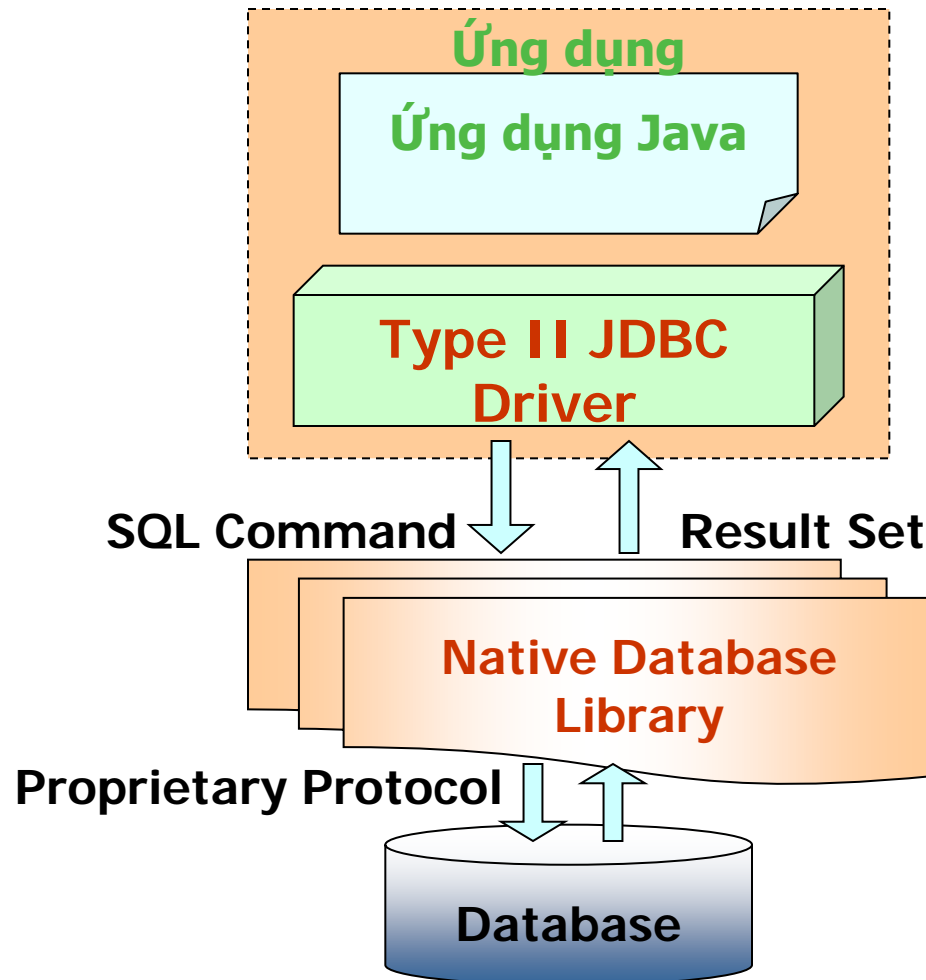 Ứng dụng
Ứng dụng Java
Type II JDBC
Driver
SQL Command
Result Set
Native Database
Library
Proprietary Protocol
Database